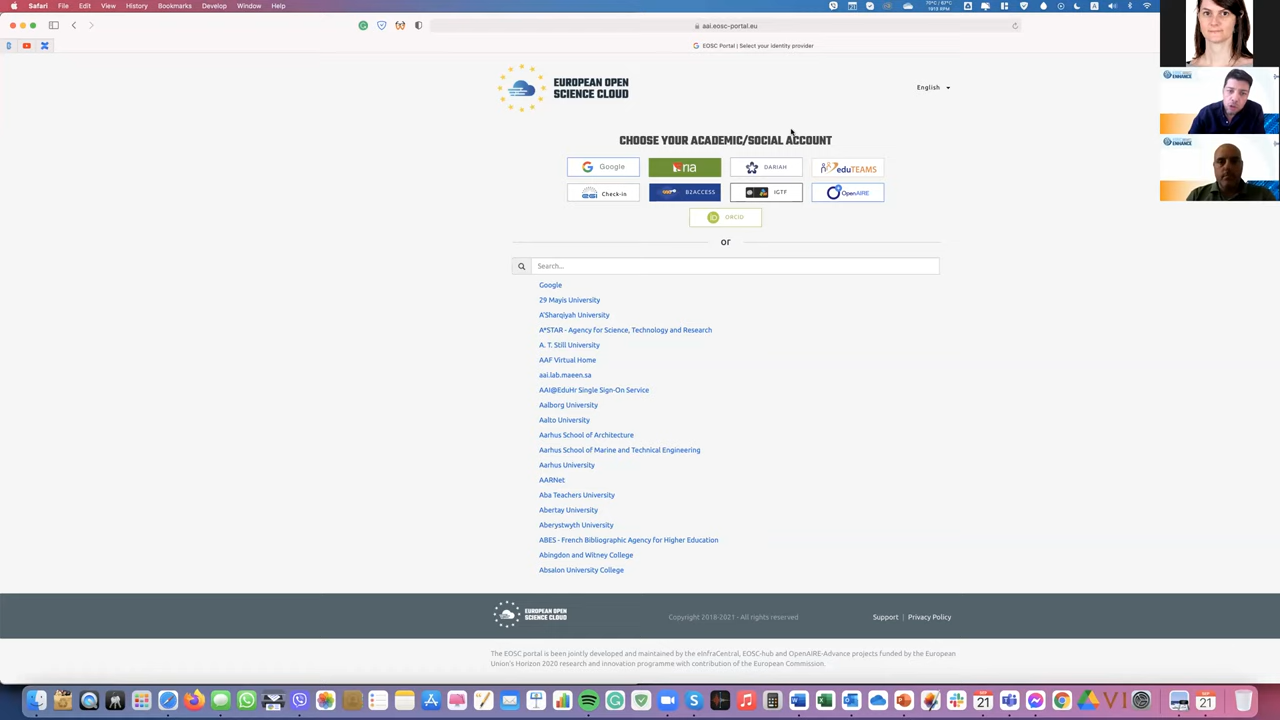 Safari File Edit View History Bookmarks Develop Window Help
aai.eosc-portal.eu
EOSC Portal | Select your identity provider
EUROPEAN OPEN
SCIENCE CLOUD
English
CHOOSE YOUR ACADEMIC/SOCIAL ACCOUNT
Google
DARIAH
eduTEAMS
Check-in
B2ACCESS
IGTF
OpenAIRE
ORCID
or
Search...
Google
29 Mayis University
A'Sharqiyah University
A*STAR - Agency for Science, Technology and Research
A. T. Still University
AAF Virtual Home
aai.lab.maeen.sa
AAI@EduHr Single Sign-On Service
Aalborg University
Aalto University
Aarhus School of Architecture
Aarhus School of Marine and Technical Engineering
Aarhus University
AARNet
Aba Teachers University
Abertay University
Aberystwyth University
ABES - French Bibliographic Agency for Higher Education
Abingdon and Witney College
Absalon University College
EUROPEAN OPEN
SCIENCE CLOUD
Copyright 2018-2021 - All rights reserved
Support | Privacy Policy
The EOSC portal has been jointly developed and maintained by the eInfraCentral, EOSC-hub and OpenAIRE-Advance projects funded by the European
Union's Horizon 2020 research and innovation programme with contribution of the European Commission.
ENHANCE
ENHANCE